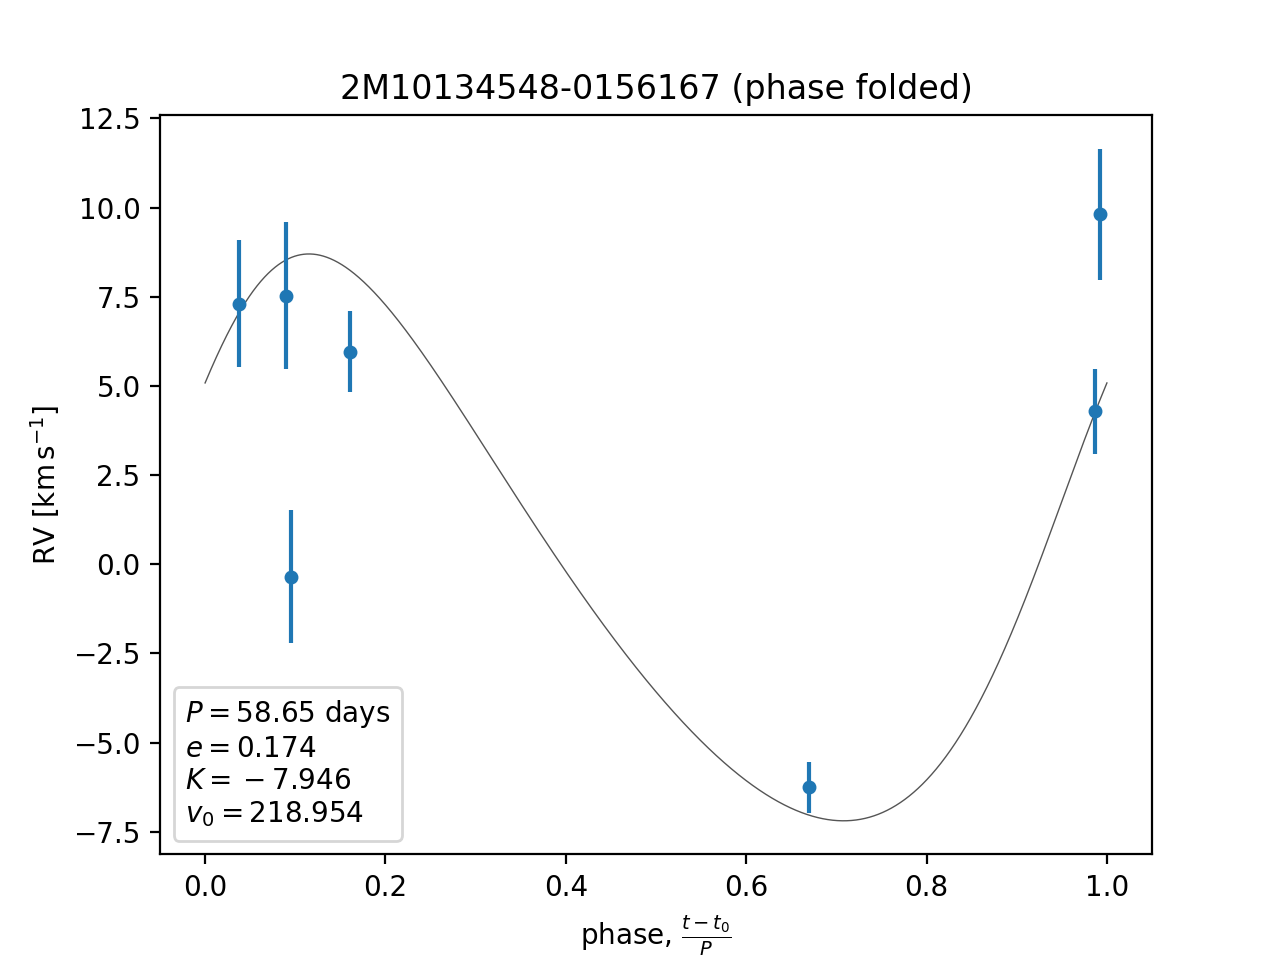 2M10134548-0156167 (phase folded)
12.5
10.0
7.5
5.0
2.5
0.0
−2.5
−5.0
−7.5
RV [km s⁻¹]
P = 58.65 days
e = 0.174
K = −7.946
v₀ = 218.954
0.0 0.2 0.4 0.6 0.8 1.0
phase, (t − t₀)/P